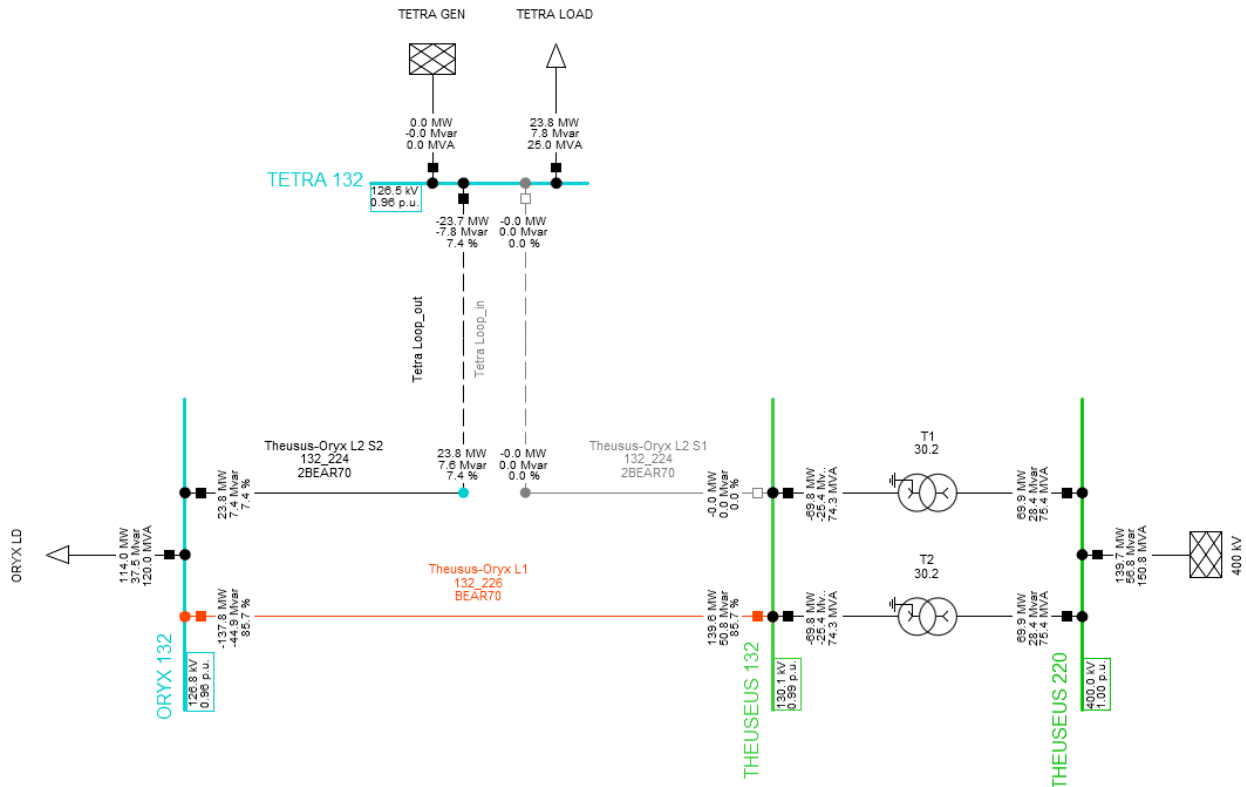 TETRA GEN
TETRA LOAD
0.0 MW
-0.0 Mvar
0.0 MVA
23.8 MW
7.8 Mvar
25.0 MVA
TETRA 132
126.5 kV
0.96 p.u.
-23.7 MW
-7.8 Mvar
7.4 %
-0.0 MW
0.0 Mvar
0.0 %
Tetra Loop_out
Tetra Loop_in
Theusus-Oryx L2 S2
132_224
2BEAR70
23.8 MW
7.6 Mvar
7.4 %
-0.0 MW
0.0 Mvar
0.0 %
Theusus-Oryx L2 S1
132_224
2BEAR70
T1
30.2
23.8 MW
7.4 Mvar
7.4 %
-0.0 MW
0.0 Mvar
0.0 %
-69.8 MW
-25.4 Mv..
74.3 MVA
69.9 MW
28.4 Mvar
75.4 MVA
ORYX LD
114.0 MW
37.5 Mvar
120.0 MVA
139.7 MW
56.8 Mvar
150.8 MVA
400 kV
Theusus-Oryx L1
132_226
BEAR70
T2
30.2
-137.8 MW
-44.9 Mvar
85.7 %
139.6 MW
50.8 Mvar
85.7 %
-69.8 MW
-25.4 Mv..
74.3 MVA
69.9 MW
28.4 Mvar
75.4 MVA
ORYX 132
126.8 kV
0.96 p.u.
THEUSEUS 132
130.1 kV
0.99 p.u.
THEUSEUS 220
400.0 kV
1.00 p.u.